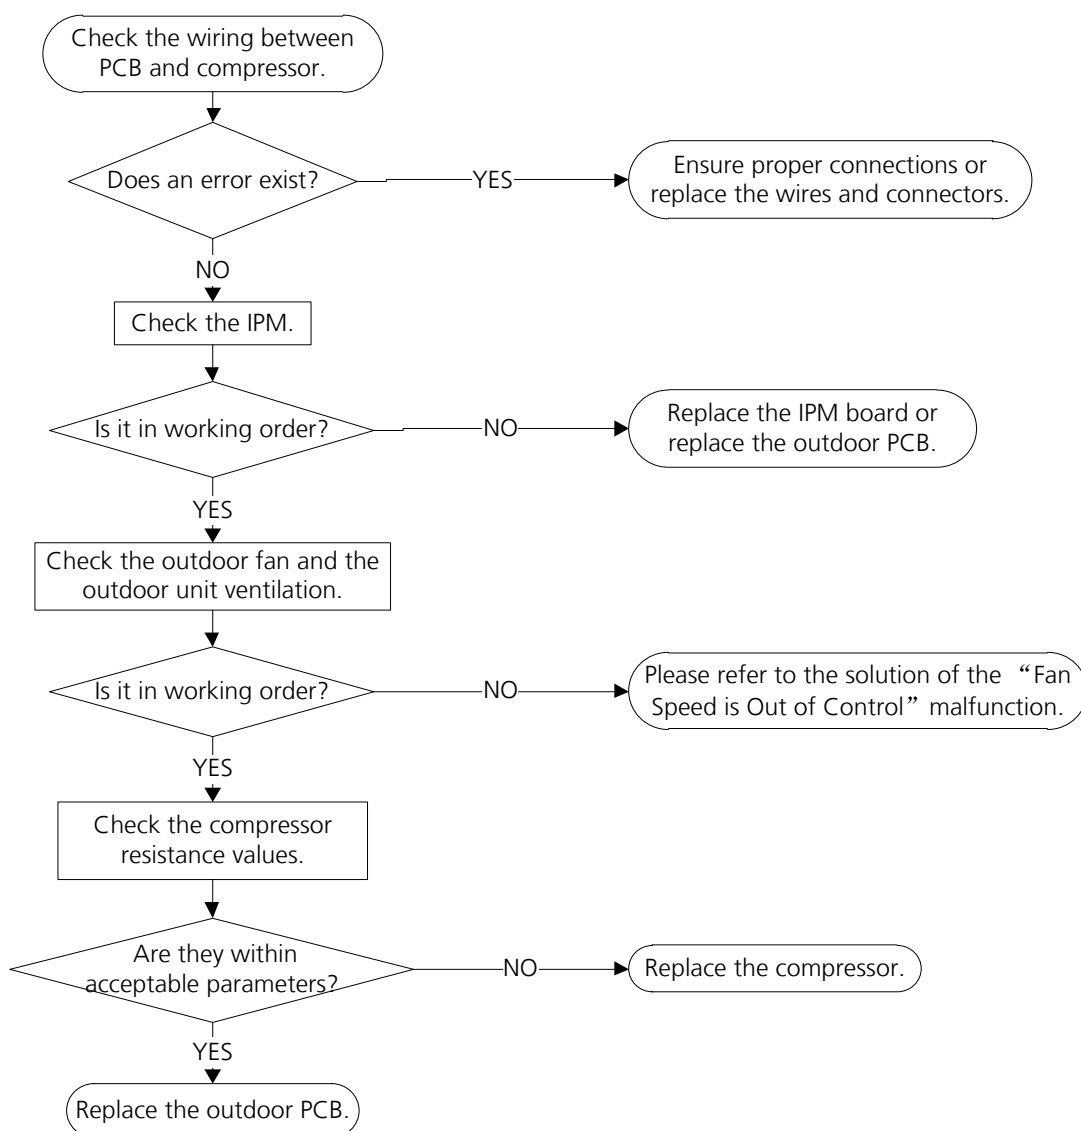 Check the wiring between
PCB and compressor.
Does an error exist?
YES
Ensure proper connections or
replace the wires and connectors.
NO
Check the IPM.
Is it in working order?
NO
Replace the IPM board or
replace the outdoor PCB.
YES
Check the outdoor fan and the
outdoor unit ventilation.
Is it in working order?
NO
Please refer to the solution of the “Fan
Speed is Out of Control” malfunction.
YES
Check the compressor
resistance values.
Are they within
acceptable parameters?
NO
Replace the compressor.
YES
Replace the outdoor PCB.